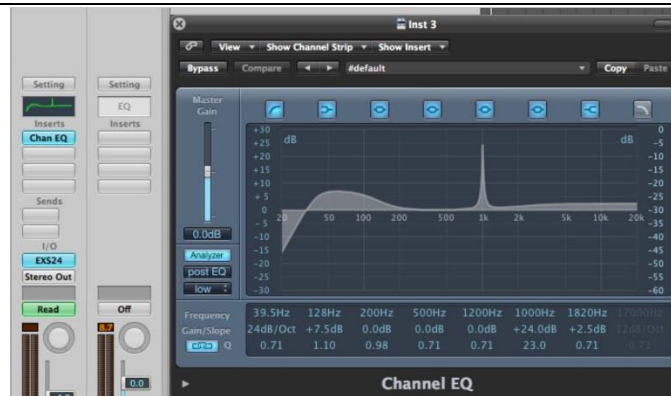 Inst 3
View Show Channel Strip Show Insert
Bypass Compare #default Copy Paste
Setting
Inserts
Chan EQ
Sends
I/O
EXS24
Stereo Out
Read
Setting
EQ
Inserts
Off
8.7
0.0
Master
Gain
0.0dB
Analyzer
post EQ
low
dB dB
+30 0
+25 -5
+20 -10
+15 -15
+10 -20
+5 -25
0 20 50 100 200 500 1k 2k 5k 10k 20k -30
-5 -35
-10 -40
-15 -45
-20 -50
-25 -55
-30 -60
Frequency 39.5Hz 128Hz 200Hz 500Hz 1200Hz 1000Hz 1820Hz 17000Hz
Gain/Slope 24dB/Oct +7.5dB 0.0dB 0.0dB 0.0dB +24.0dB +2.5dB 12dB/Oct
Q 0.71 1.10 0.98 0.71 0.71 23.0 0.71 0.71
Channel EQ